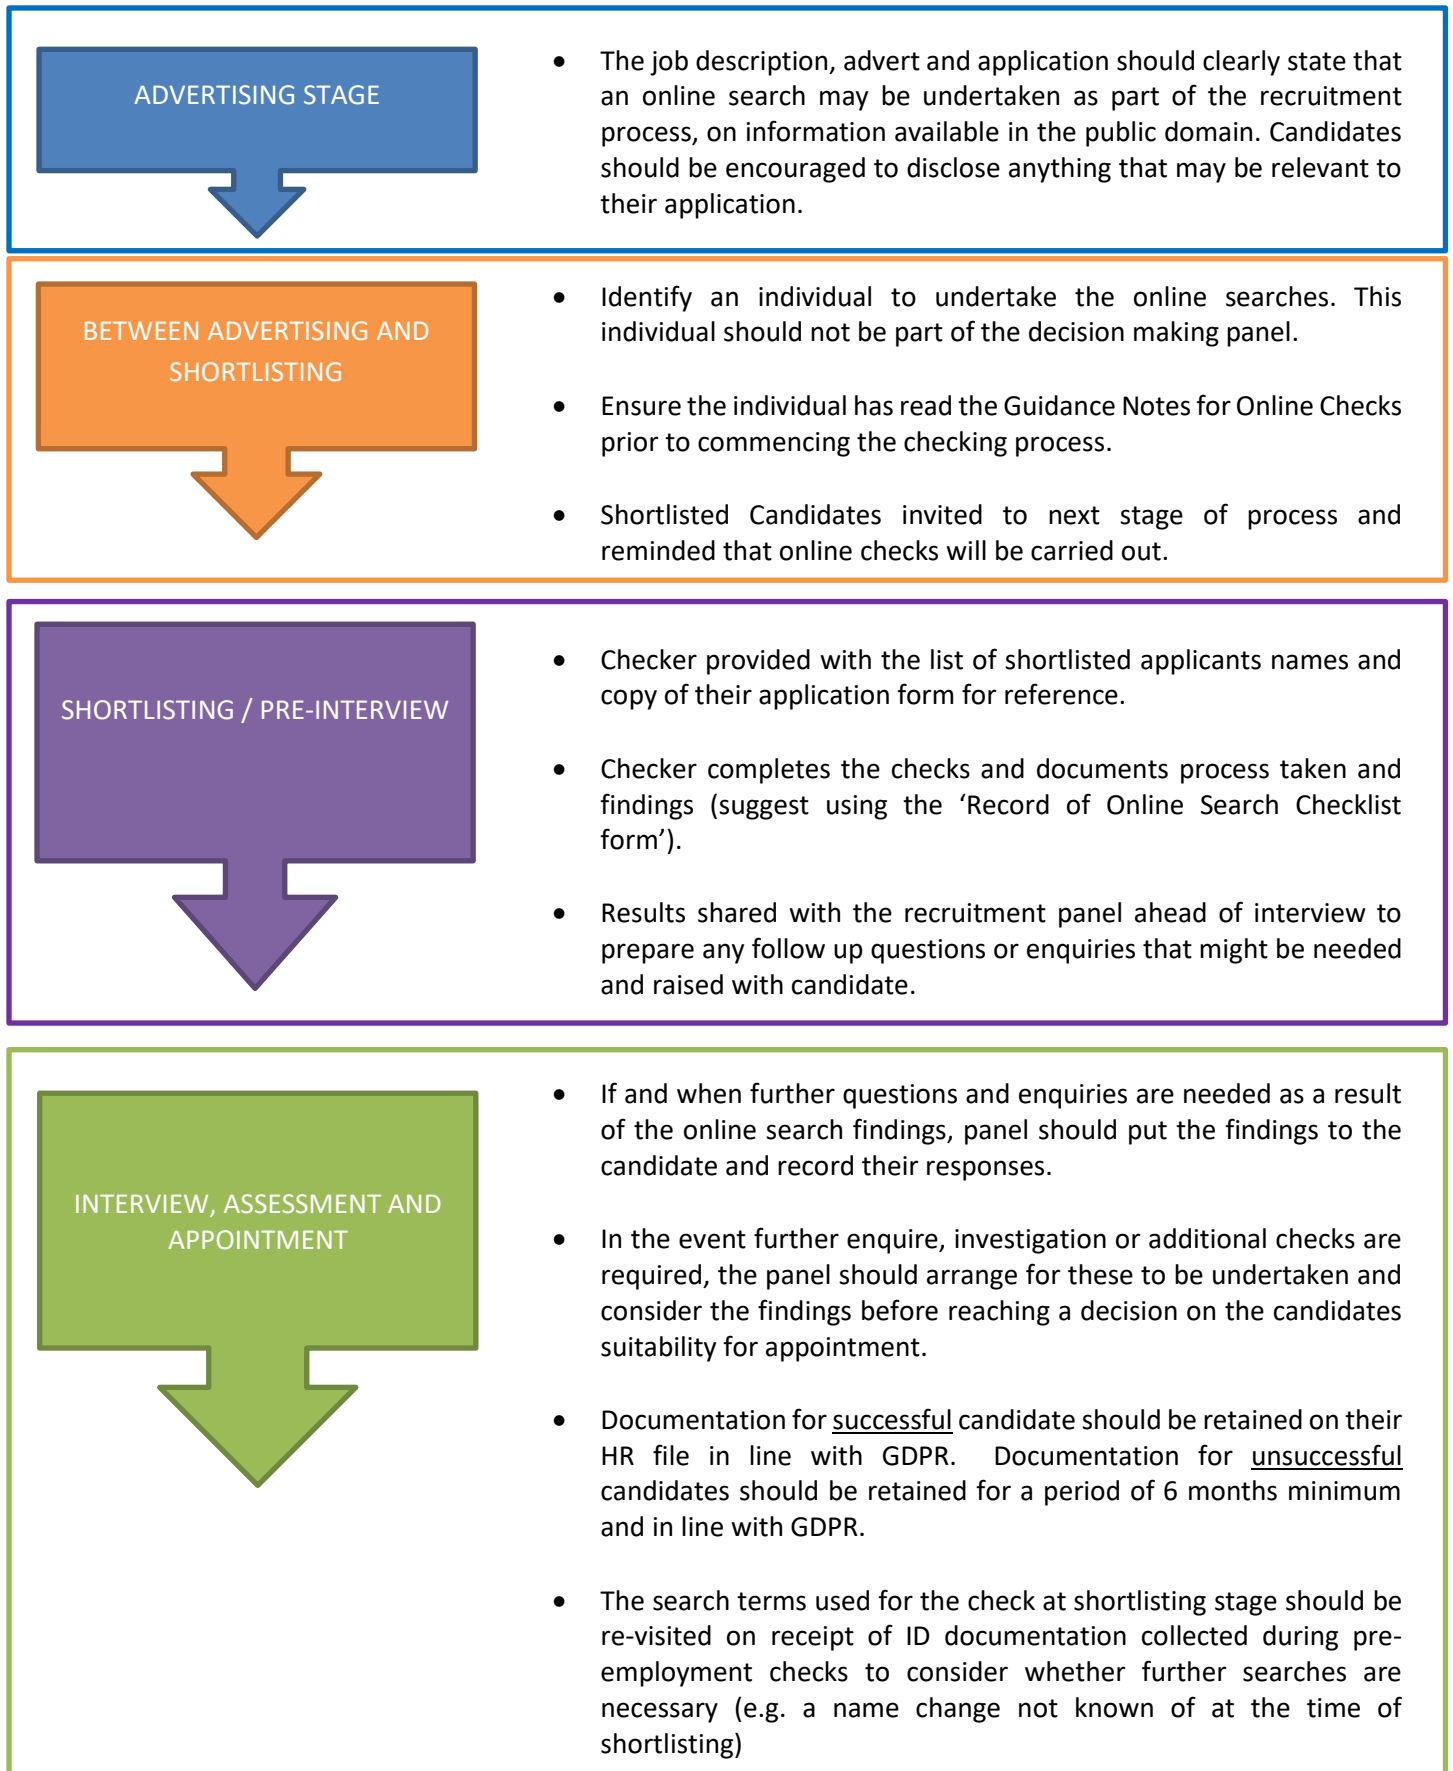 ADVERTISING STAGE
• The job description, advert and application should clearly state that
an online search may be undertaken as part of the recruitment
process, on information available in the public domain. Candidates
should be encouraged to disclose anything that may be relevant to
their application.
BETWEEN ADVERTISING AND
SHORTLISTING
• Identify an individual to undertake the online searches. This
individual should not be part of the decision making panel.
• Ensure the individual has read the Guidance Notes for Online Checks
prior to commencing the checking process.
• Shortlisted Candidates invited to next stage of process and
reminded that online checks will be carried out.
SHORTLISTING / PRE-INTERVIEW
• Checker provided with the list of shortlisted applicants names and
copy of their application form for reference.
• Checker completes the checks and documents process taken and
findings (suggest using the ‘Record of Online Search Checklist
form’).
• Results shared with the recruitment panel ahead of interview to
prepare any follow up questions or enquiries that might be needed
and raised with candidate.
INTERVIEW, ASSESSMENT AND
APPOINTMENT
• If and when further questions and enquiries are needed as a result
of the online search findings, panel should put the findings to the
candidate and record their responses.
• In the event further enquire, investigation or additional checks are
required, the panel should arrange for these to be undertaken and
consider the findings before reaching a decision on the candidates
suitability for appointment.
• Documentation for successful candidate should be retained on their
HR file in line with GDPR. Documentation for unsuccessful
candidates should be retained for a period of 6 months minimum
and in line with GDPR.
• The search terms used for the check at shortlisting stage should be
re-visited on receipt of ID documentation collected during pre-
employment checks to consider whether further searches are
necessary (e.g. a name change not known of at the time of
shortlisting)